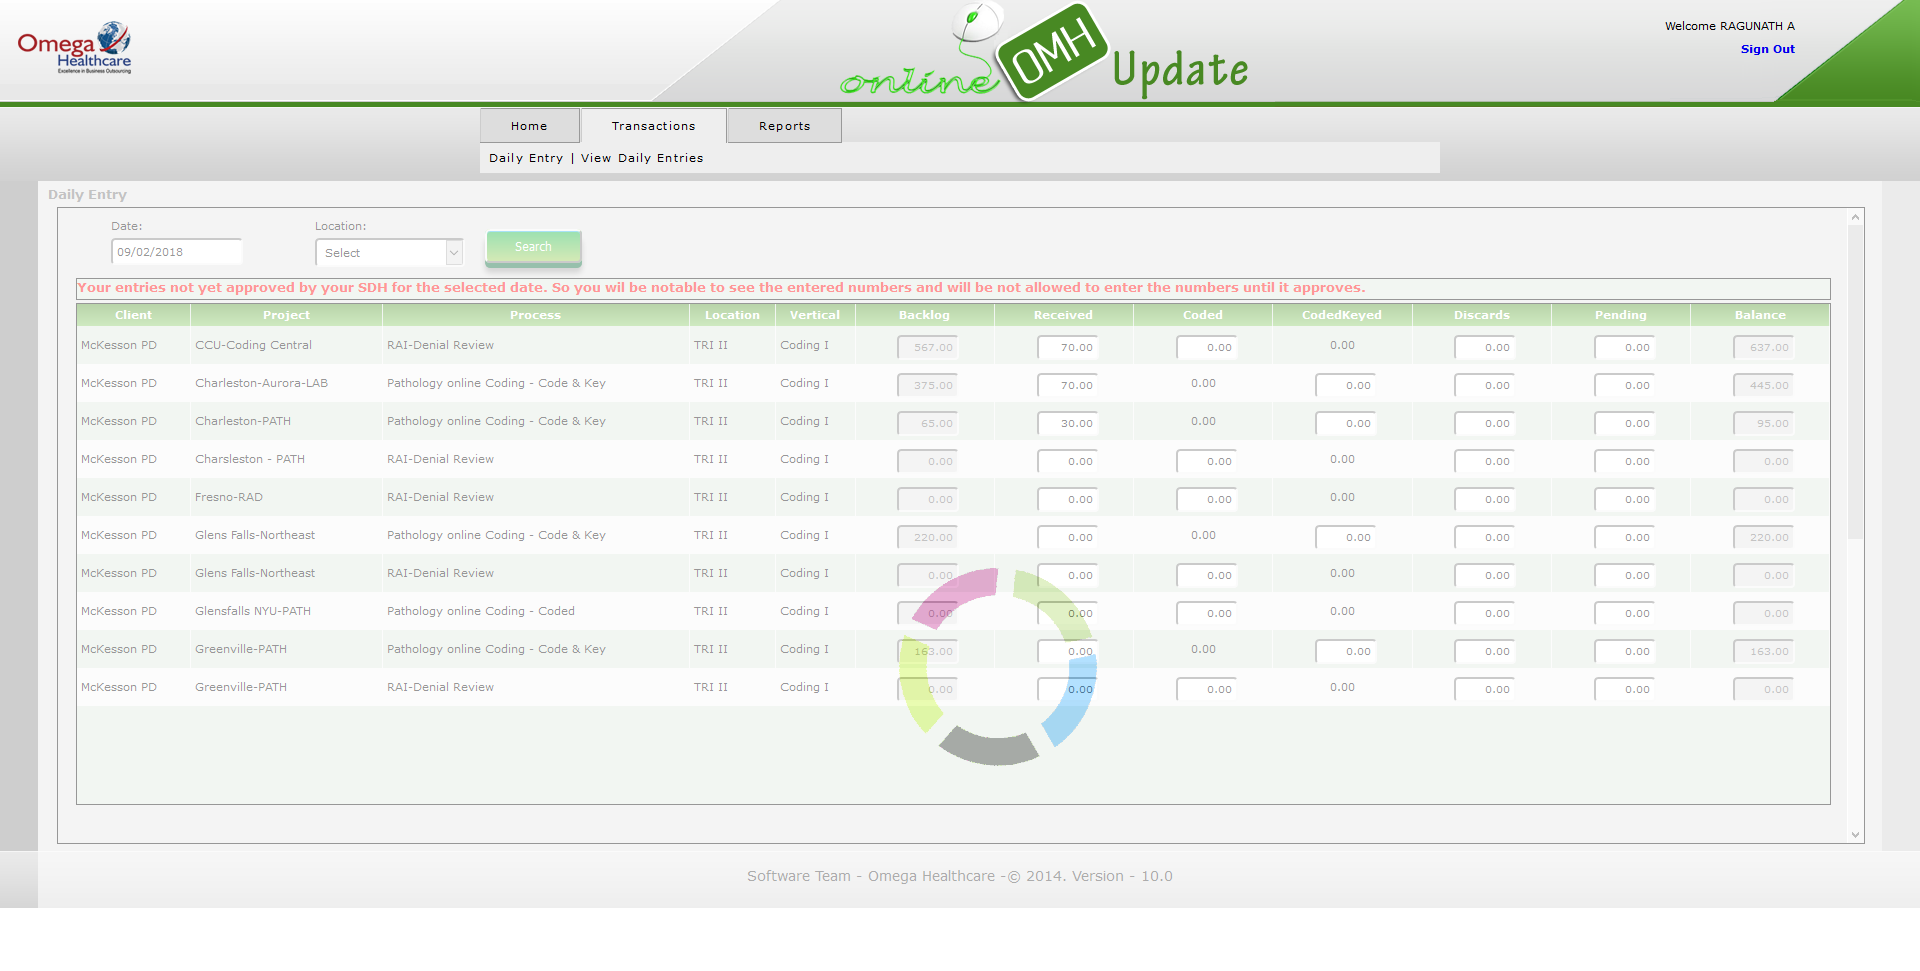 Omega
Healthcare
Excellence in Business Outsourcing
online OMH Update
Welcome RAGUNATH A
Sign Out
Home Transactions Reports
Daily Entry | View Daily Entries
Daily Entry
Date: Location:
09/02/2018 Select Search
Your entries not yet approved by your SDH for the selected date. So you wil be notable to see the entered numbers and will be not allowed to enter the numbers until it approves.
Client Project Process Location Vertical Backlog Received Coded CodedKeyed Discards Pending Balance
McKesson PD CCU-Coding Central RAI-Denial Review TRI II Coding I 567.00 70.00 0.00 0.00 0.00 0.00 637.00
McKesson PD Charleston-Aurora-LAB Pathology online Coding - Code & Key TRI II Coding I 375.00 70.00 0.00 0.00 0.00 0.00 445.00
McKesson PD Charleston-PATH Pathology online Coding - Code & Key TRI II Coding I 65.00 30.00 0.00 0.00 0.00 0.00 95.00
McKesson PD Charsleston - PATH RAI-Denial Review TRI II Coding I 0.00 0.00 0.00 0.00 0.00 0.00 0.00
McKesson PD Fresno-RAD RAI-Denial Review TRI II Coding I 0.00 0.00 0.00 0.00 0.00 0.00 0.00
McKesson PD Glens Falls-Northeast Pathology online Coding - Code & Key TRI II Coding I 220.00 0.00 0.00 0.00 0.00 0.00 220.00
McKesson PD Glens Falls-Northeast RAI-Denial Review TRI II Coding I 0.00 0.00 0.00 0.00 0.00 0.00 0.00
McKesson PD Glensfalls NYU-PATH Pathology online Coding - Coded TRI II Coding I 0.00 0.00 0.00 0.00 0.00 0.00 0.00
McKesson PD Greenville-PATH Pathology online Coding - Code & Key TRI II Coding I 163.00 0.00 0.00 0.00 0.00 0.00 163.00
McKesson PD Greenville-PATH RAI-Denial Review TRI II Coding I 0.00 0.00 0.00 0.00 0.00 0.00 0.00
Software Team - Omega Healthcare -© 2014. Version - 10.0